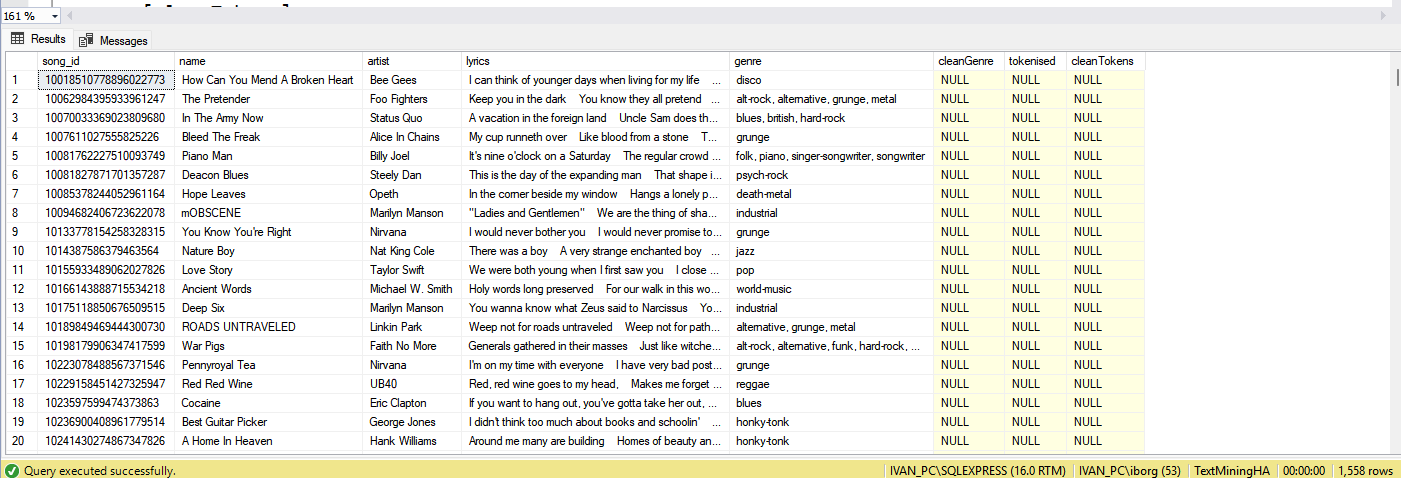 161 %
Results Messages
song_id name artist lyrics genre cleanGenre tokenised cleanTokens
1 10018510778896022773 How Can You Mend A Broken Heart Bee Gees I can think of younger days when living for my life ... disco NULL NULL NULL
2 10062984395933961247 The Pretender Foo Fighters Keep you in the dark You know they all pretend ... alt-rock, alternative, grunge, metal NULL NULL NULL
3 10070033369023809680 In The Army Now Status Quo A vacation in the foreign land Uncle Sam does th... blues, british, hard-rock NULL NULL NULL
4 1007611027555825226 Bleed The Freak Alice In Chains My cup runneth over Like blood from a stone T... grunge NULL NULL NULL
5 10081762227510093749 Piano Man Billy Joel It's nine o'clock on a Saturday The regular crowd ... folk, piano, singer-songwriter, songwriter NULL NULL NULL
6 10081827871701357287 Deacon Blues Steely Dan This is the day of the expanding man That shape i... psych-rock NULL NULL NULL
7 10085378244052961164 Hope Leaves Opeth In the corner beside my window Hangs a lonely p... death-metal NULL NULL NULL
8 10094682406723622078 mOBSCENE Marilyn Manson "Ladies and Gentlemen" We are the thing of sha... industrial NULL NULL NULL
9 10133778154258328315 You Know You're Right Nirvana I would never bother you I would never promise to... grunge NULL NULL NULL
10 1014387586379463564 Nature Boy Nat King Cole There was a boy A very strange enchanted boy ... jazz NULL NULL NULL
11 10155933489062027826 Love Story Taylor Swift We were both young when I first saw you I close ... pop NULL NULL NULL
12 10166143888715534218 Ancient Words Michael W. Smith Holy words long preserved For our walk in this wo... world-music NULL NULL NULL
13 10175118850676509515 Deep Six Marilyn Manson You wanna know what Zeus said to Narcissus Yo... industrial NULL NULL NULL
14 10189849469444300730 ROADS UNTRAVELED Linkin Park Weep not for roads untraveled Weep not for path... alternative, grunge, metal NULL NULL NULL
15 10198179906347417599 War Pigs Faith No More Generals gathered in their masses Just like witche... alt-rock, alternative, funk, hard-rock, ... NULL NULL NULL
16 10223078488567371546 Pennyroyal Tea Nirvana I'm on my time with everyone I have very bad post... grunge NULL NULL NULL
17 10229158451427325947 Red Red Wine UB40 Red, red wine goes to my head, Makes me forget ... reggae NULL NULL NULL
18 1023597599474373863 Cocaine Eric Clapton If you want to hang out, you've gotta take her out, ... blues NULL NULL NULL
19 10236900408961779514 Best Guitar Picker George Jones I didn't think too much about books and schoolin' ... honky-tonk NULL NULL NULL
20 10241430274867347826 A Home In Heaven Hank Williams Around me many are building Homes of beauty an... honky-tonk NULL NULL NULL
Query executed successfully. IVAN_PC\SQLEXPRESS (16.0 RTM) IVAN_PC\iborg (53) TextMiningHA 00:00:00 1,558 rows